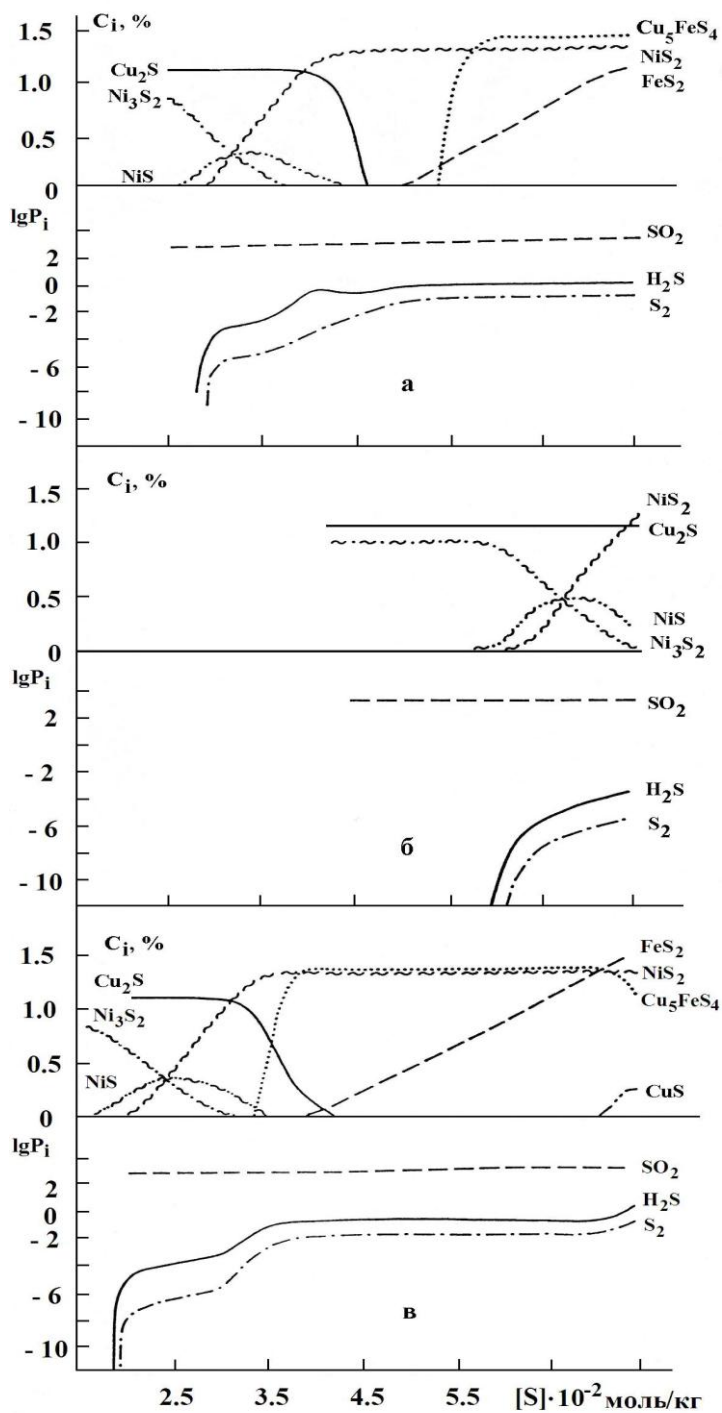 Cᵢ, %
1.5
1.0
0.5
0
Cu₂S
Ni₃S₂
NiS
Cu₅FeS₄
NiS₂
FeS₂
lgPᵢ
2
0
- 2
- 6
- 10
SO₂
H₂S
S₂
а
Cᵢ, %
1.5
1.0
0.5
0
NiS₂
Cu₂S
NiS
Ni₃S₂
lgPᵢ
2
- 2
- 6
- 10
SO₂
H₂S
S₂
б
Cᵢ, %
1.5
1.0
0.5
0
Cu₂S
Ni₃S₂
NiS
FeS₂
NiS₂
Cu₅FeS₄
CuS
lgPᵢ
2
0
- 2
- 6
- 10
SO₂
H₂S
S₂
в
2.5 3.5 4.5 5.5 [S]·10⁻² моль/кг